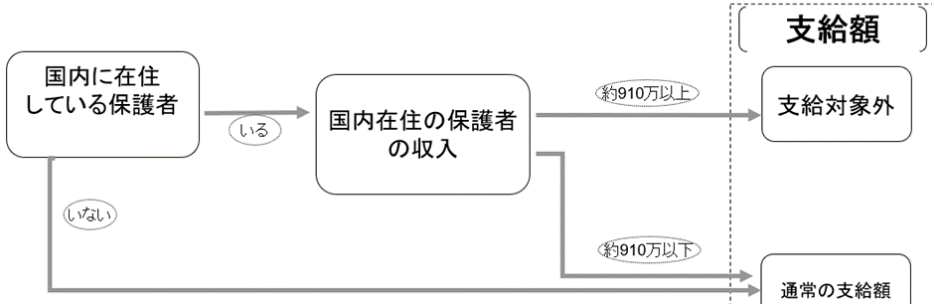 支給額
国内に在住
している保護者
いる
国内在住の保護者
の収入
約910万以上
支給対象外
いない
約910万以下
通常の支給額